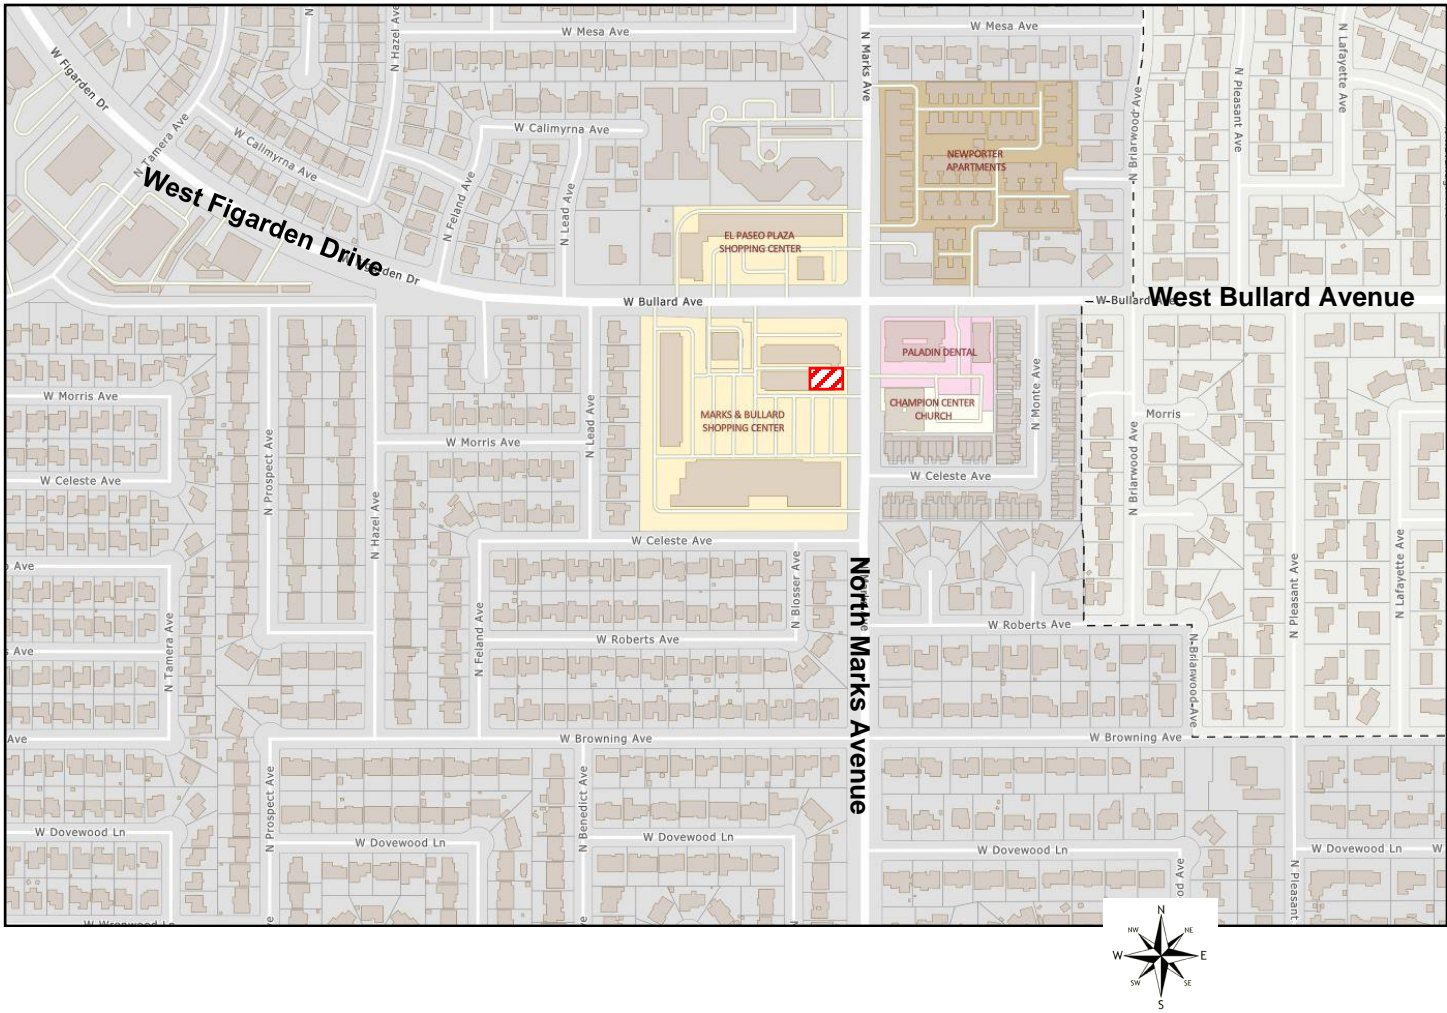 N
N Hazel Ave
W Mesa Ave
N Marks Ave
W Mesa Ave
N Lafayette Ave
N Pleasant Ave
N Briarwood Ave
W Figarden Dr
N Tamera Ave
W Calimyrna Ave
W Calimyrna Ave
NEWPORTER
APARTMENTS
West Figarden Drive
N Feland Ave
N Lead Ave
EL PASEO PLAZA
SHOPPING CENTER
W Bullard Ave
W-Bullard
West Bullard Avenue
PALADIN DENTAL
N Monte Ave
W Morris Ave
N Lead Ave
MARKS & BULLARD
SHOPPING CENTER
CHAMPION CENTER
CHURCH
Morris
N Briarwood Ave
N Prospect Ave
W Morris Ave
W Celeste Ave
W Celeste Ave
N Hazel Ave
W Celeste Ave
N Blosser Ave
North Marks Avenue
N Pleasant Ave
N Lafayette Ave
Ave
N Tamera Ave
N Feland Ave
W Roberts Ave
W Roberts Ave
N-Briarwood-Ave
Ave
Ave
W Browning Ave
W Browning Ave
N Prospect Ave
N Benedict Ave
W Dovewood Ln
W Dovewood Ln
W Dovewood Ln
W Dovewood Ln
W Dovewood Ln
W
od Ave
N Pleasant
N
N
NW
NE
W
E
SW
SE
S